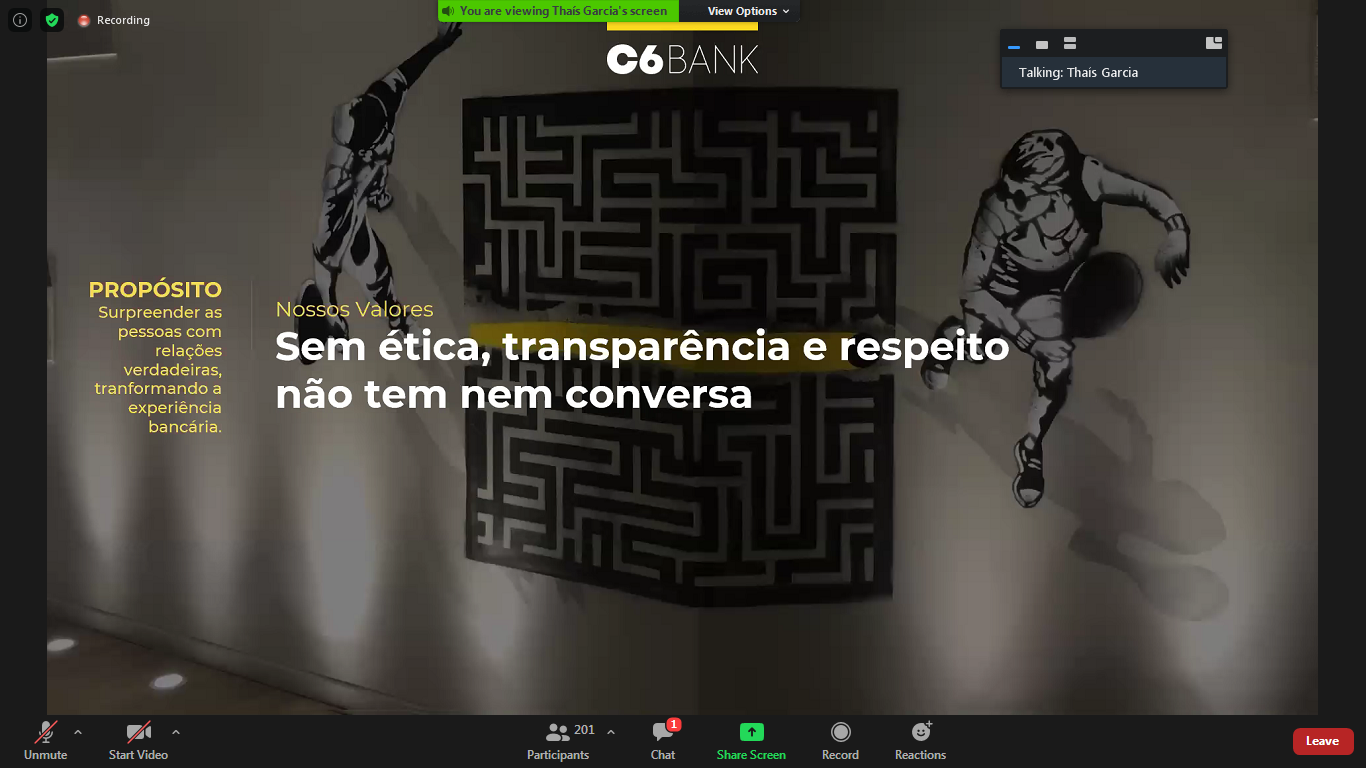 Recording
You are viewing Thaís Garcia's screen
View Options
C6BANK
Talking: Thaís Garcia
PROPÓSITO
Surpreender as
pessoas com
relações
verdadeiras,
tranformando a
experiência
bancária.
Nossos Valores
Sem ética, transparência e respeito
não tem nem conversa
Unmute
Start Video
201
Participants
1
Chat
Share Screen
Record
Reactions
Leave